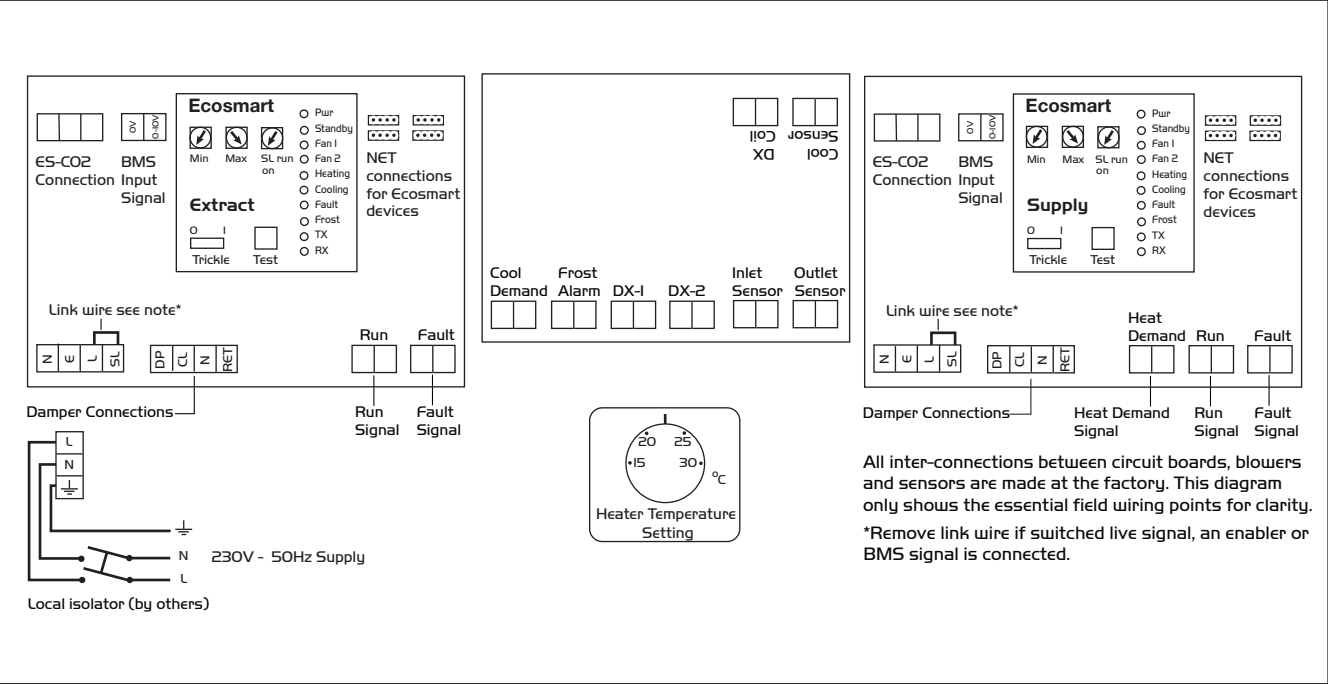 ES-CO2
Connection
0V
0-10V
BMS
Input
Signal
Ecosmart
Min
Max
SL run
on
Extract
O I
Trickle
Test
Pwr
Standby
Fan 1
Fan 2
Heating
Cooling
Fault
Frost
TX
RX
NET
connections
for Ecosmart
devices
Link wire see note*
N E L SL
DP CL N RET
Run
Fault
Damper Connections
Run
Signal
Fault
Signal
DX
Coil
Cool
Sensor
Cool
Demand
Frost
Alarm
DX-1
DX-2
Inlet
Sensor
Outlet
Sensor
ES-CO2
Connection
0V
0-10V
BMS
Input
Signal
Ecosmart
Min
Max
SL run
on
Supply
O I
Trickle
Test
Pwr
Standby
Fan 1
Fan 2
Heating
Cooling
Fault
Frost
TX
RX
NET
connections
for Ecosmart
devices
Link wire see note*
N E L SL
DP CL N RET
Heat
Demand
Run
Fault
Damper Connections
Heat Demand
Signal
Run
Signal
Fault
Signal
L
N
N
L
230V - 50Hz Supply
Local isolator (by others)
20 25
15 30
°C
Heater Temperature
Setting
All inter-connections between circuit boards, blowers
and sensors are made at the factory. This diagram
only shows the essential field wiring points for clarity.
*Remove link wire if switched live signal, an enabler or
BMS signal is connected.